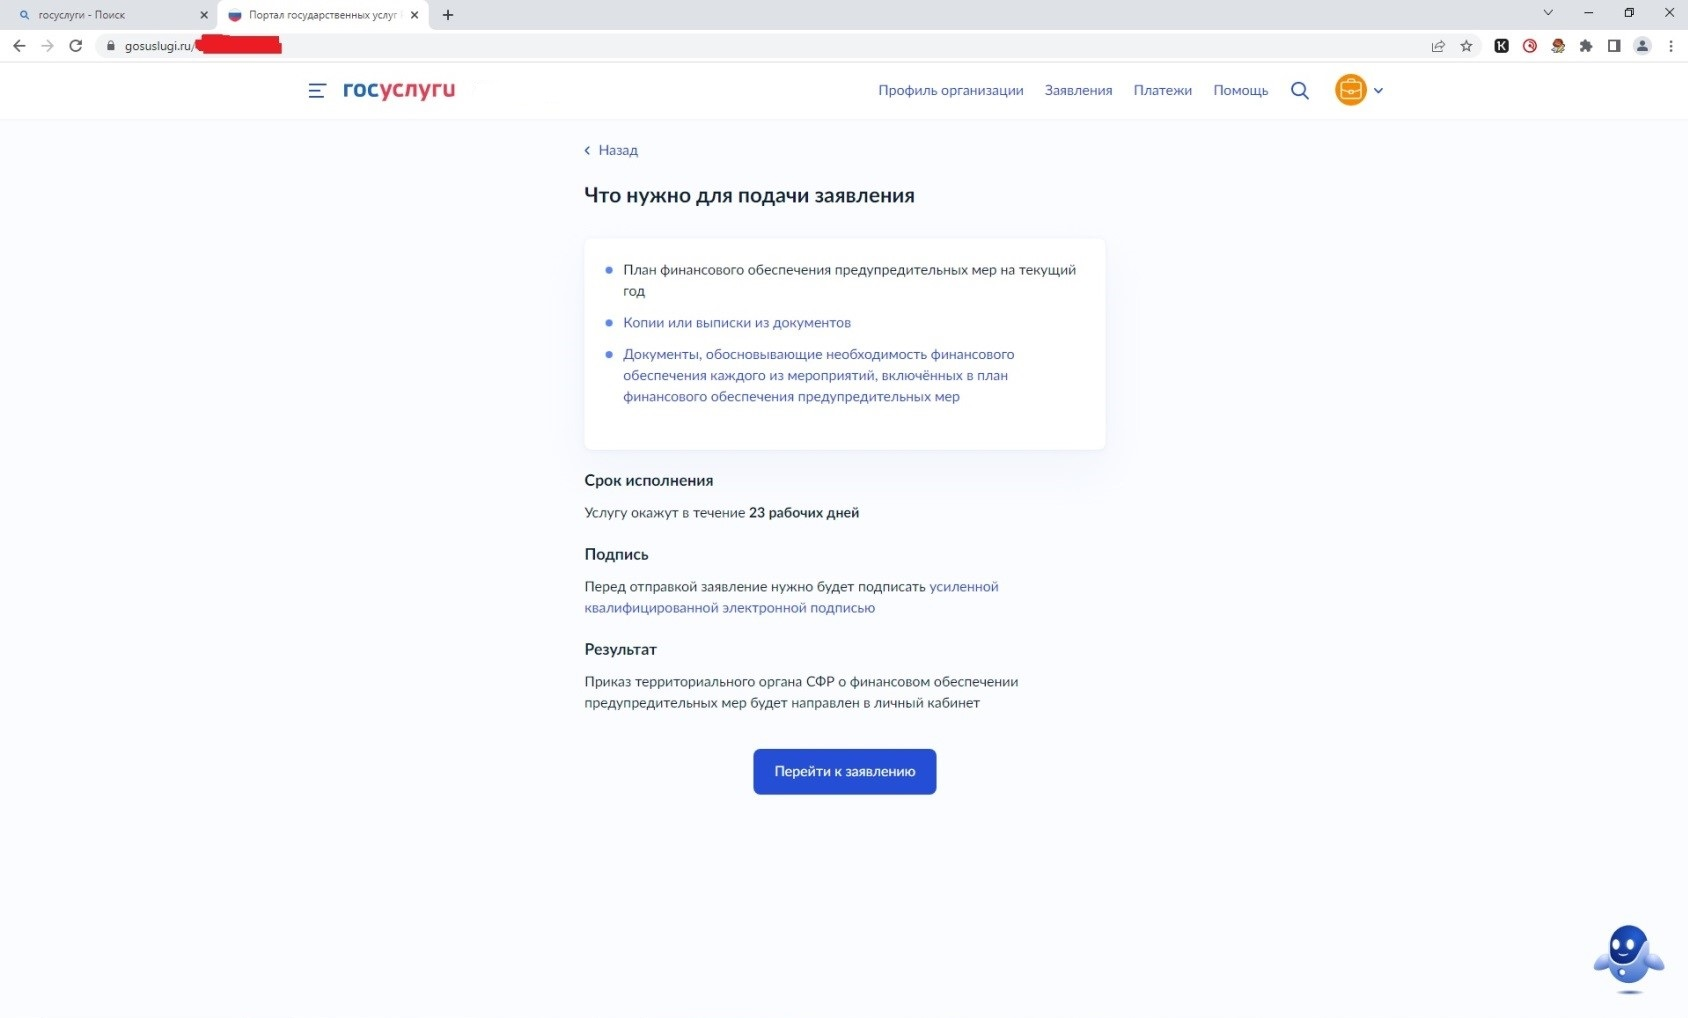 госуслуги - Поиск
Портал государственных услуг
gosuslugi.ru/
госуслуги
Профиль организации
Заявления
Платежи
Помощь
Назад
Что нужно для подачи заявления
План финансового обеспечения предупредительных мер на текущий
год
Копии или выписки из документов
Документы, обосновывающие необходимость финансового
обеспечения каждого из мероприятий, включённых в план
финансового обеспечения предупредительных мер
Срок исполнения
Услугу окажут в течение 23 рабочих дней
Подпись
Перед отправкой заявление нужно будет подписать усиленной
квалифицированной электронной подписью
Результат
Приказ территориального органа СФР о финансовом обеспечении
предупредительных мер будет направлен в личный кабинет
Перейти к заявлению